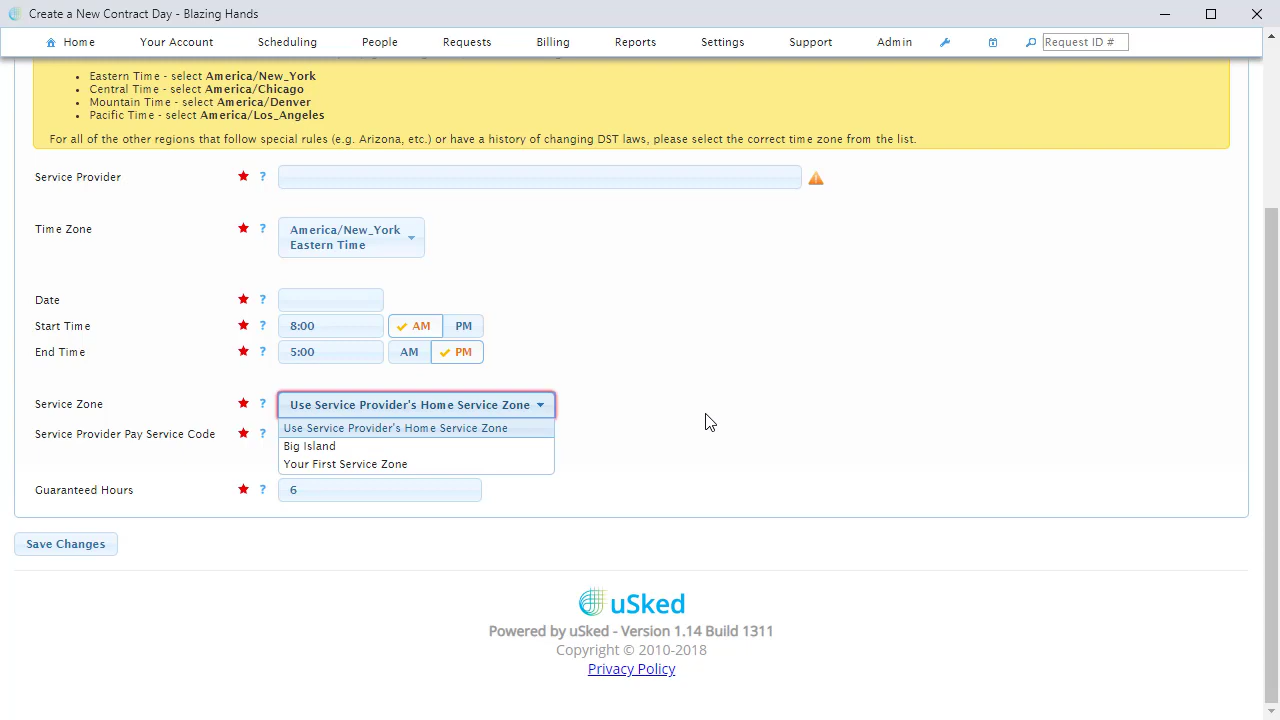 Create a New Contract Day - Blazing Hands
Home Your Account Scheduling People Requests Billing Reports Settings Support Admin Request ID #
Eastern Time - select America/New_York
Central Time - select America/Chicago
Mountain Time - select America/Denver
Pacific Time - select America/Los_Angeles
For all of the other regions that follow special rules (e.g. Arizona, etc.) or have a history of changing DST laws, please select the correct time zone from the list.
Service Provider ?
Time Zone ? America/New_York
Eastern Time
Date ?
Start Time ? 8:00 AM PM
End Time ? 5:00 AM PM
Service Zone ? Use Service Provider's Home Service Zone
Use Service Provider's Home Service Zone
Service Provider Pay Service Code ?
Big Island
Your First Service Zone
Guaranteed Hours ? 6
Save Changes
uSked
Powered by uSked - Version 1.14 Build 1311
Copyright © 2010-2018
Privacy Policy